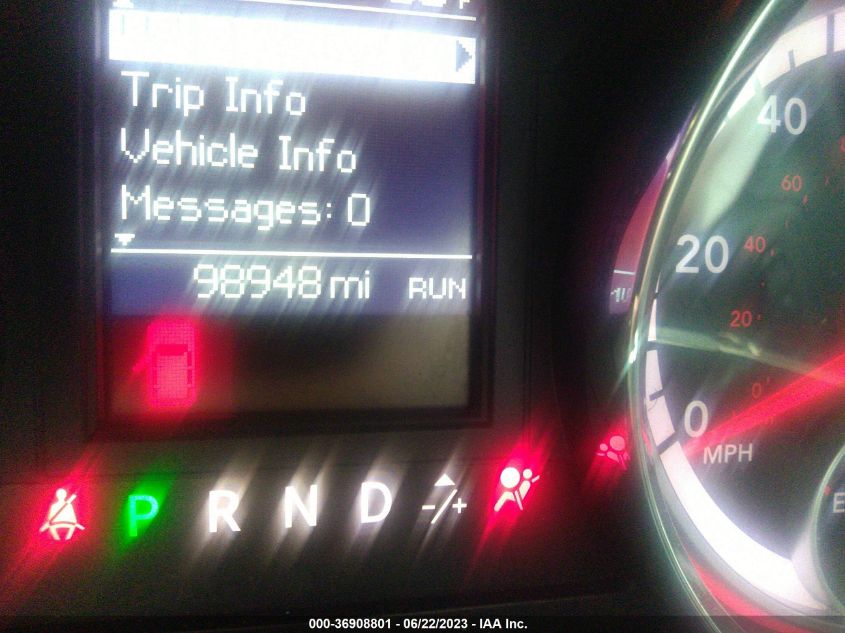 Trip Info
Vehicle Info
Messages: 0
98948 mi RUN
P R N D -/+
40
60
20
40
20
0
0
MPH
E
000-36908801 - 06/22/2023 - IAA Inc.